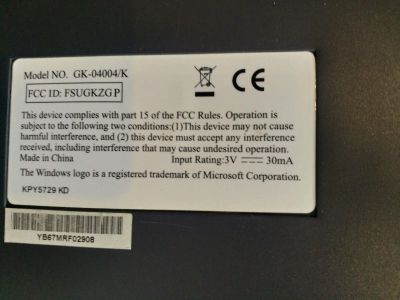 Model NO. GK-04004/K
FCC ID: FSUGKZGP
This device complies with part 15 of the FCC Rules. Operation is
subject to the following two conditions:(1)This device may not cause
harmful interference, and (2) this device must accept any interference
received, including interference that may cause undesired operation.
Made in China Input Rating:3V ⎓ 30mA
The Windows logo is a registered trademark of Microsoft Corporation.
KPY5729 KD
YB67MRF02908